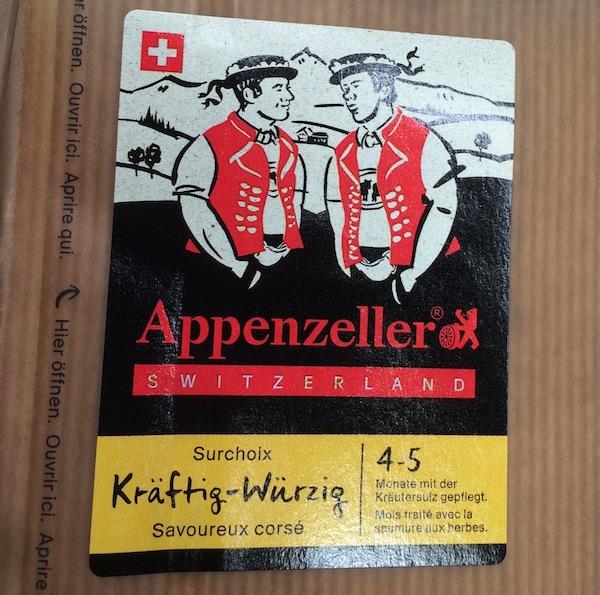 er öffnen. Ouvrir ici. Aprire qui.
Hier öffnen. Ouvrir ici. Aprire
Appenzeller®
SWITZERLAND
Surchoix
Kräftig-Würzig
Savoureux corsé
4-5
Monate mit der
Kräutersulz gepflegt.
Mois traité avec la
saumure aux herbes.